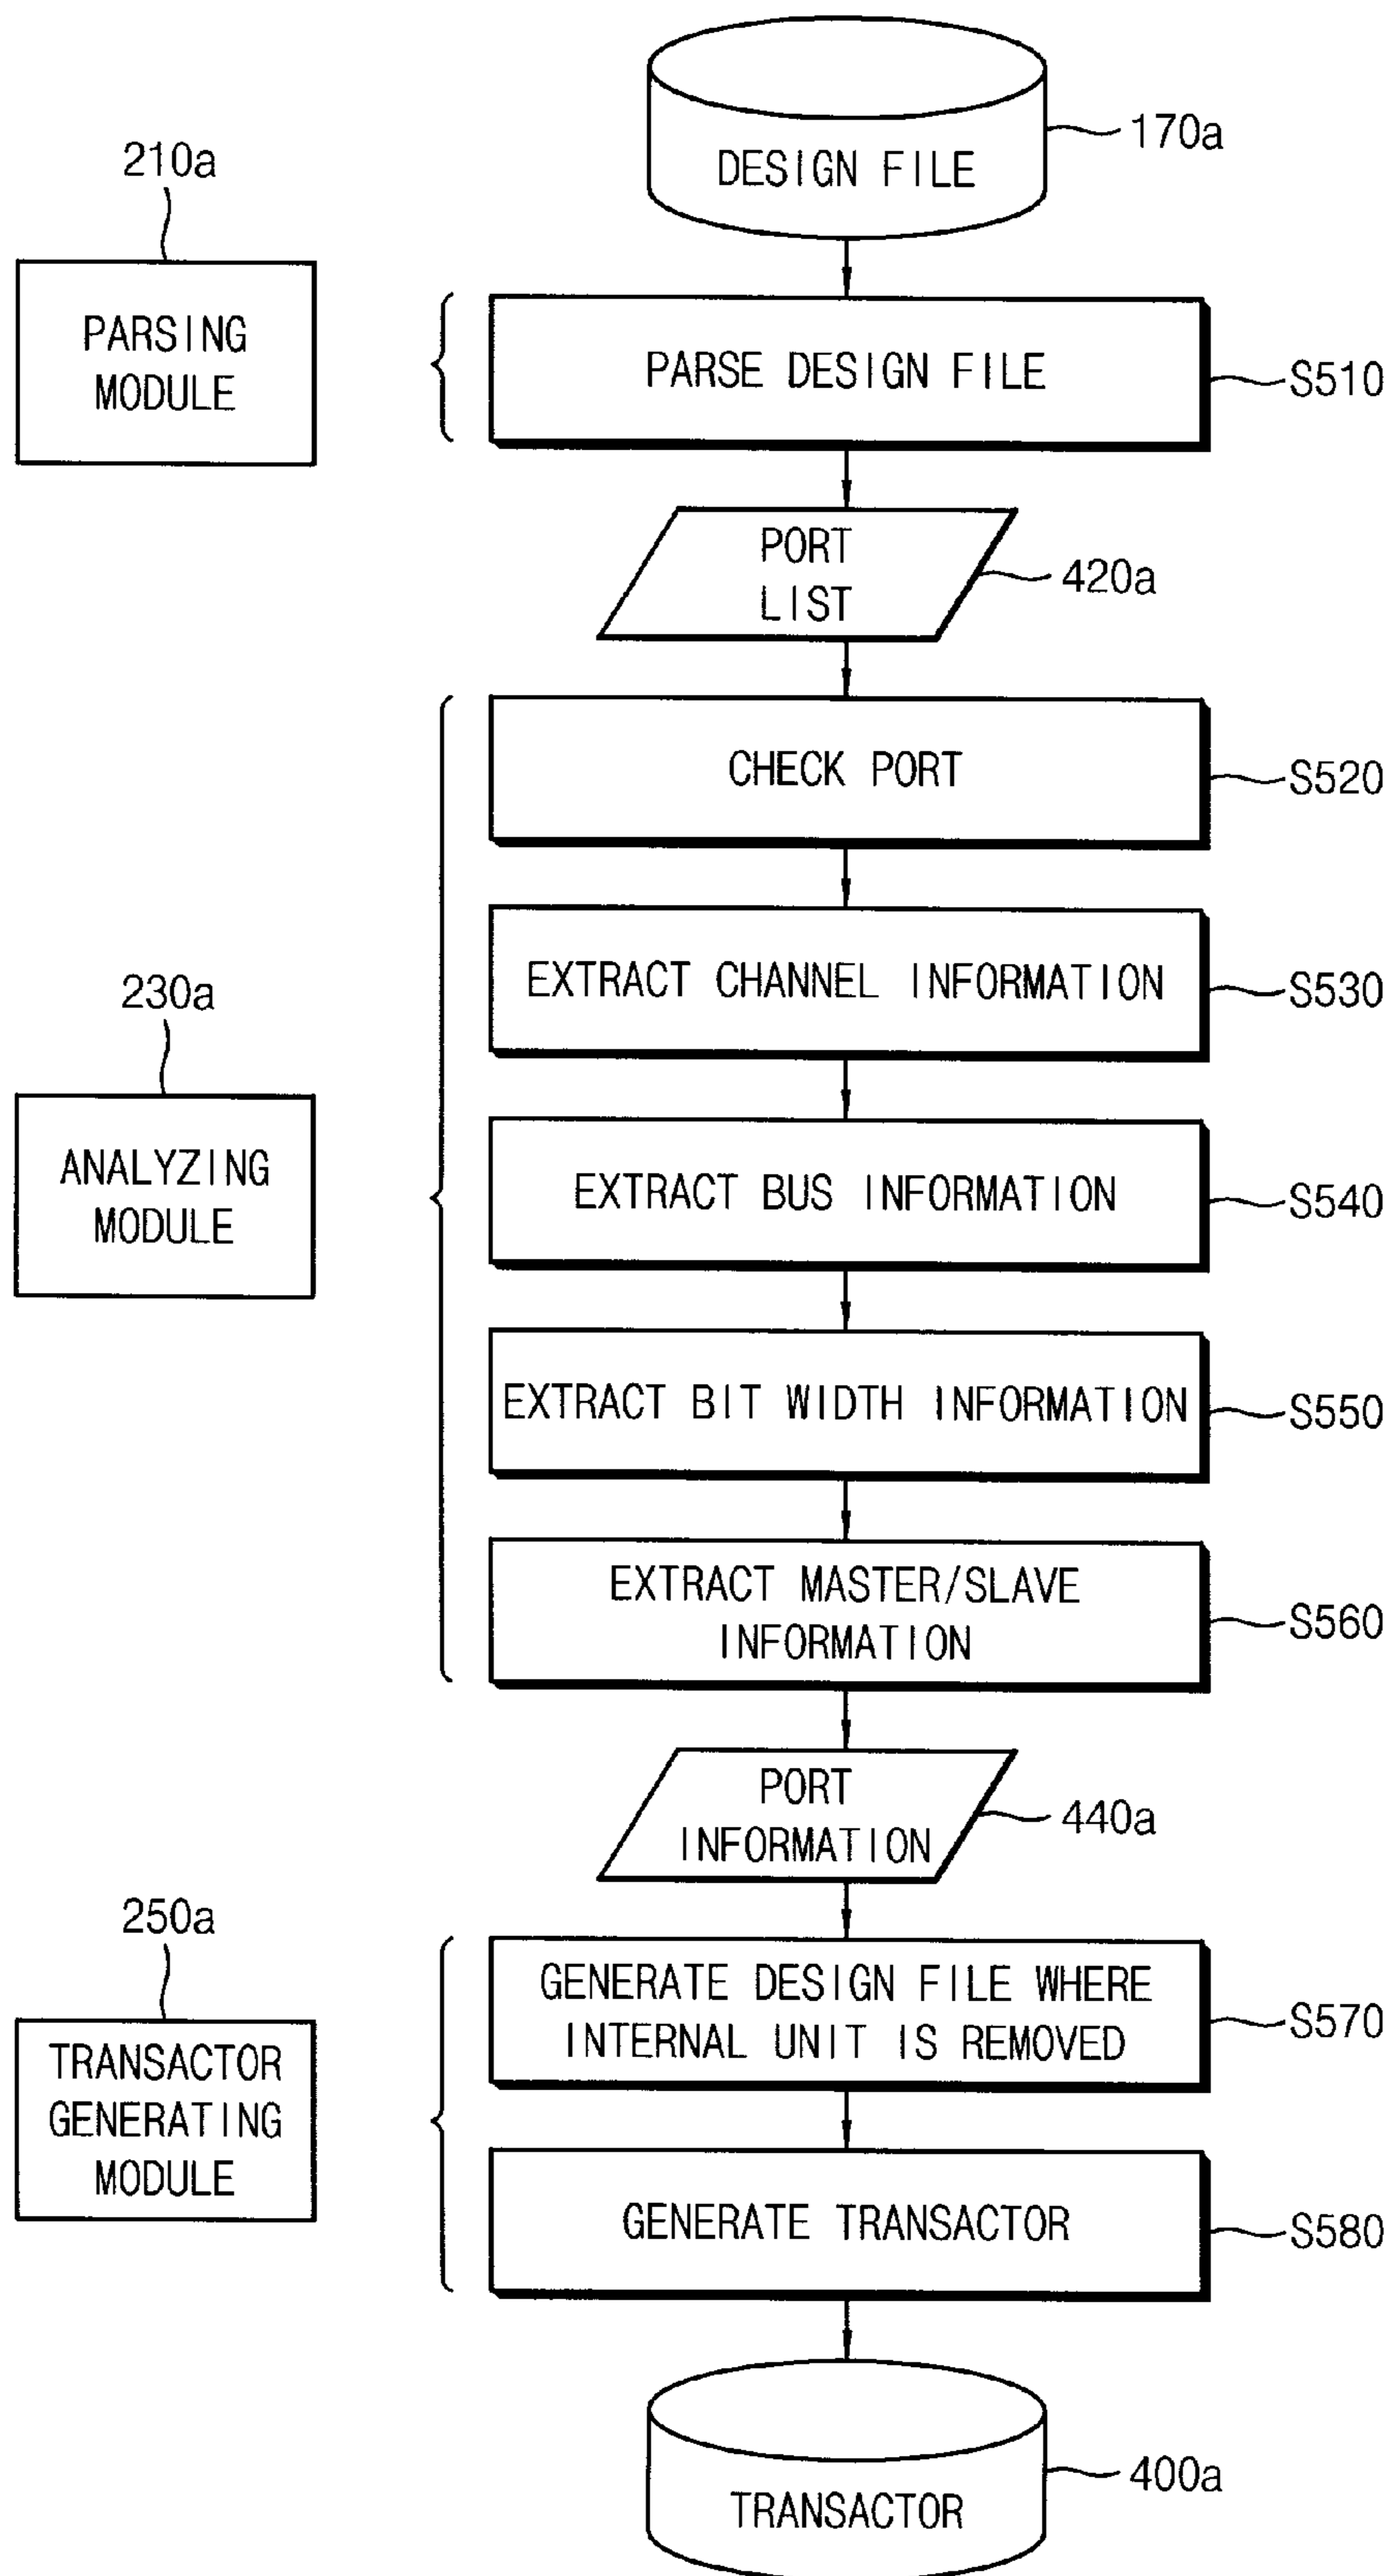 170a
DESIGN FILE
210a
PARSING
MODULE
PARSE DESIGN FILE
S510
PORT
LIST
420a
CHECK PORT
S520
EXTRACT CHANNEL INFORMATION
S530
230a
ANALYZING
MODULE
EXTRACT BUS INFORMATION
S540
EXTRACT BIT WIDTH INFORMATION
S550
EXTRACT MASTER/SLAVE
INFORMATION
S560
PORT
INFORMATION
440a
250a
TRANSACTOR
GENERATING
MODULE
GENERATE DESIGN FILE WHERE
INTERNAL UNIT IS REMOVED
S570
GENERATE TRANSACTOR
S580
TRANSACTOR
400a